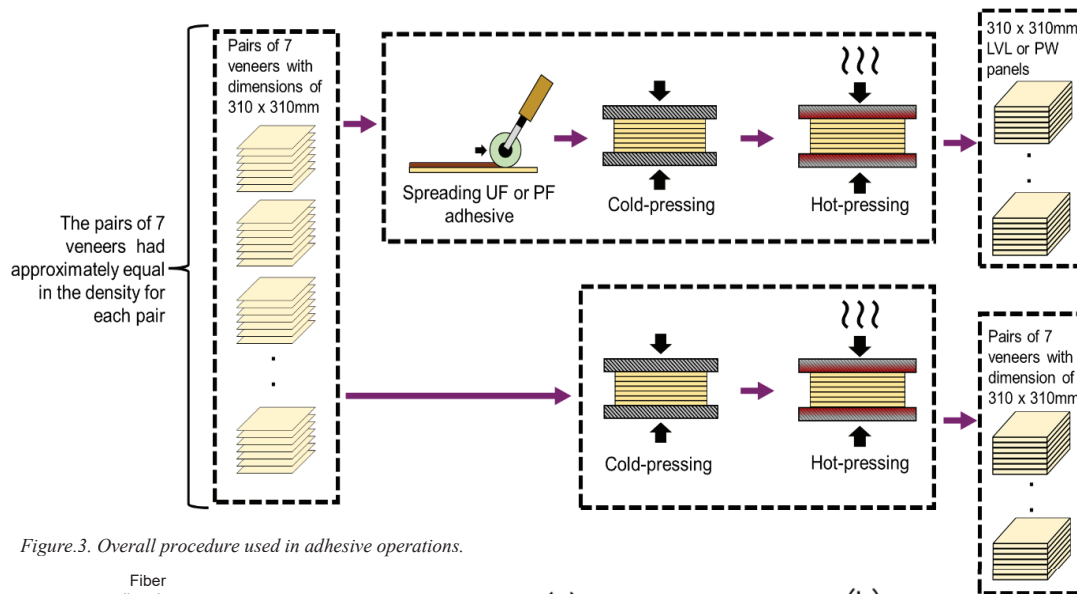 The pairs of 7
veneers had
approximately equal
in the density for
each pair
Pairs of 7
veneers with
dimensions of
310 x 310mm
Spreading UF or PF
adhesive
Cold-pressing
Hot-pressing
310 x 310mm
LVL or PW
panels
Cold-pressing
Hot-pressing
Pairs of 7
veneers with
dimension of
310 x 310mm
Figure.3. Overall procedure used in adhesive operations.
Fiber